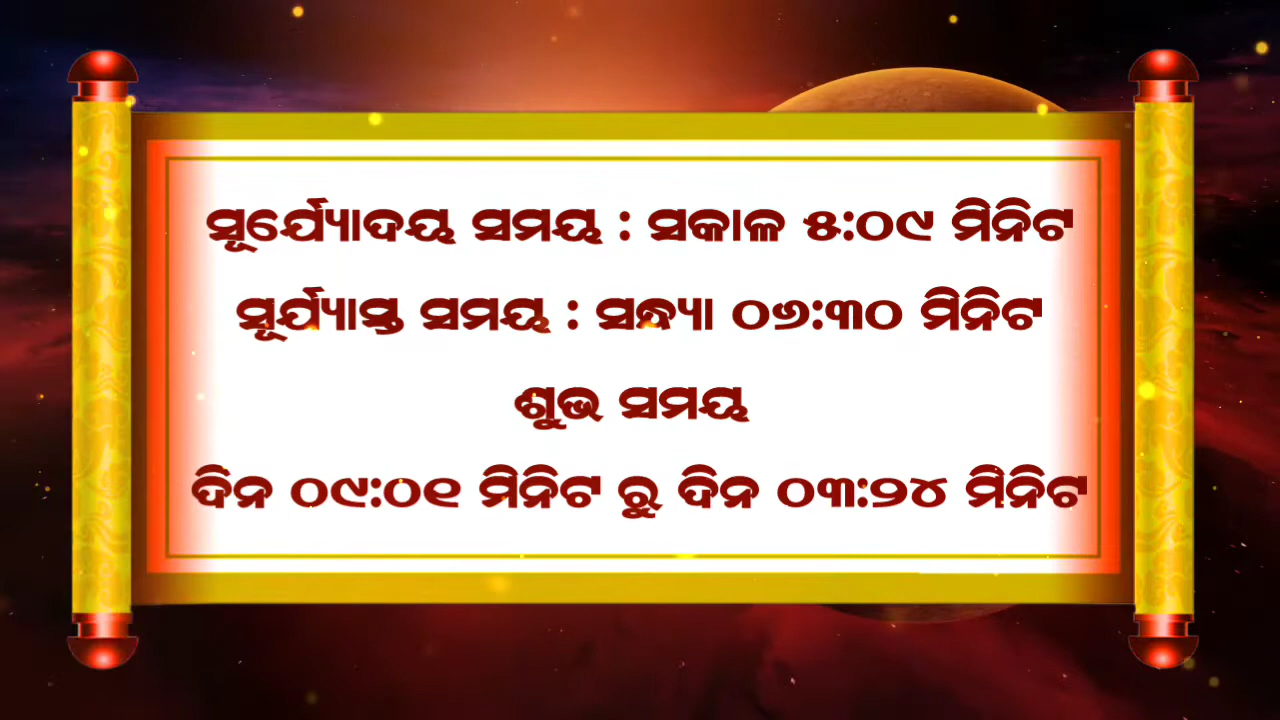 ସୂର୍ଯ୍ୟୋଦୟ ସମୟ : ସକାଳ ୫:୦୯ ମିନିଟ
ସୂର୍ଯ୍ୟାସ୍ତ ସମୟ : ସନ୍ଧ୍ୟା ୦୬:୩୦ ମିନିଟ
ଶୁଭ ସମୟ
ଦିନ ୦୯:୦୧ ମିନିଟ ରୁ ଦିନ ୦୩:୨୪ ମିନିଟ